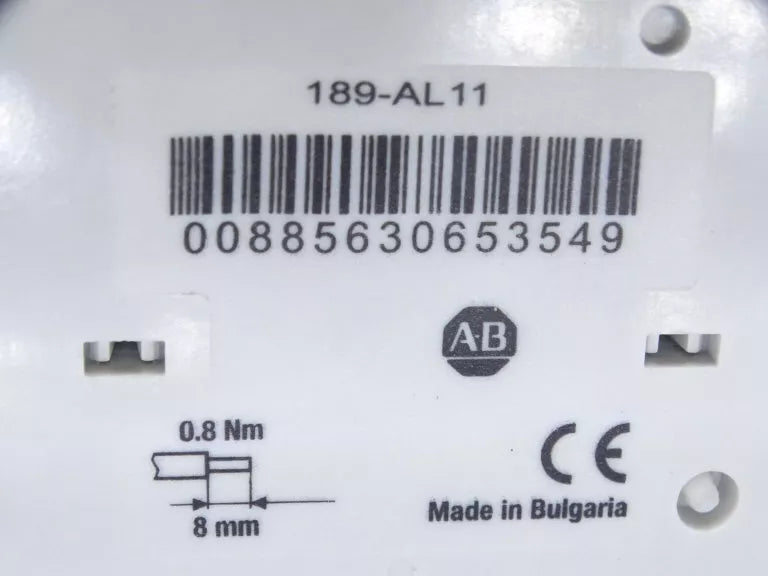 189-AL11
00885630653549
AB
0.8 Nm
8 mm
CE
Made in Bulgaria